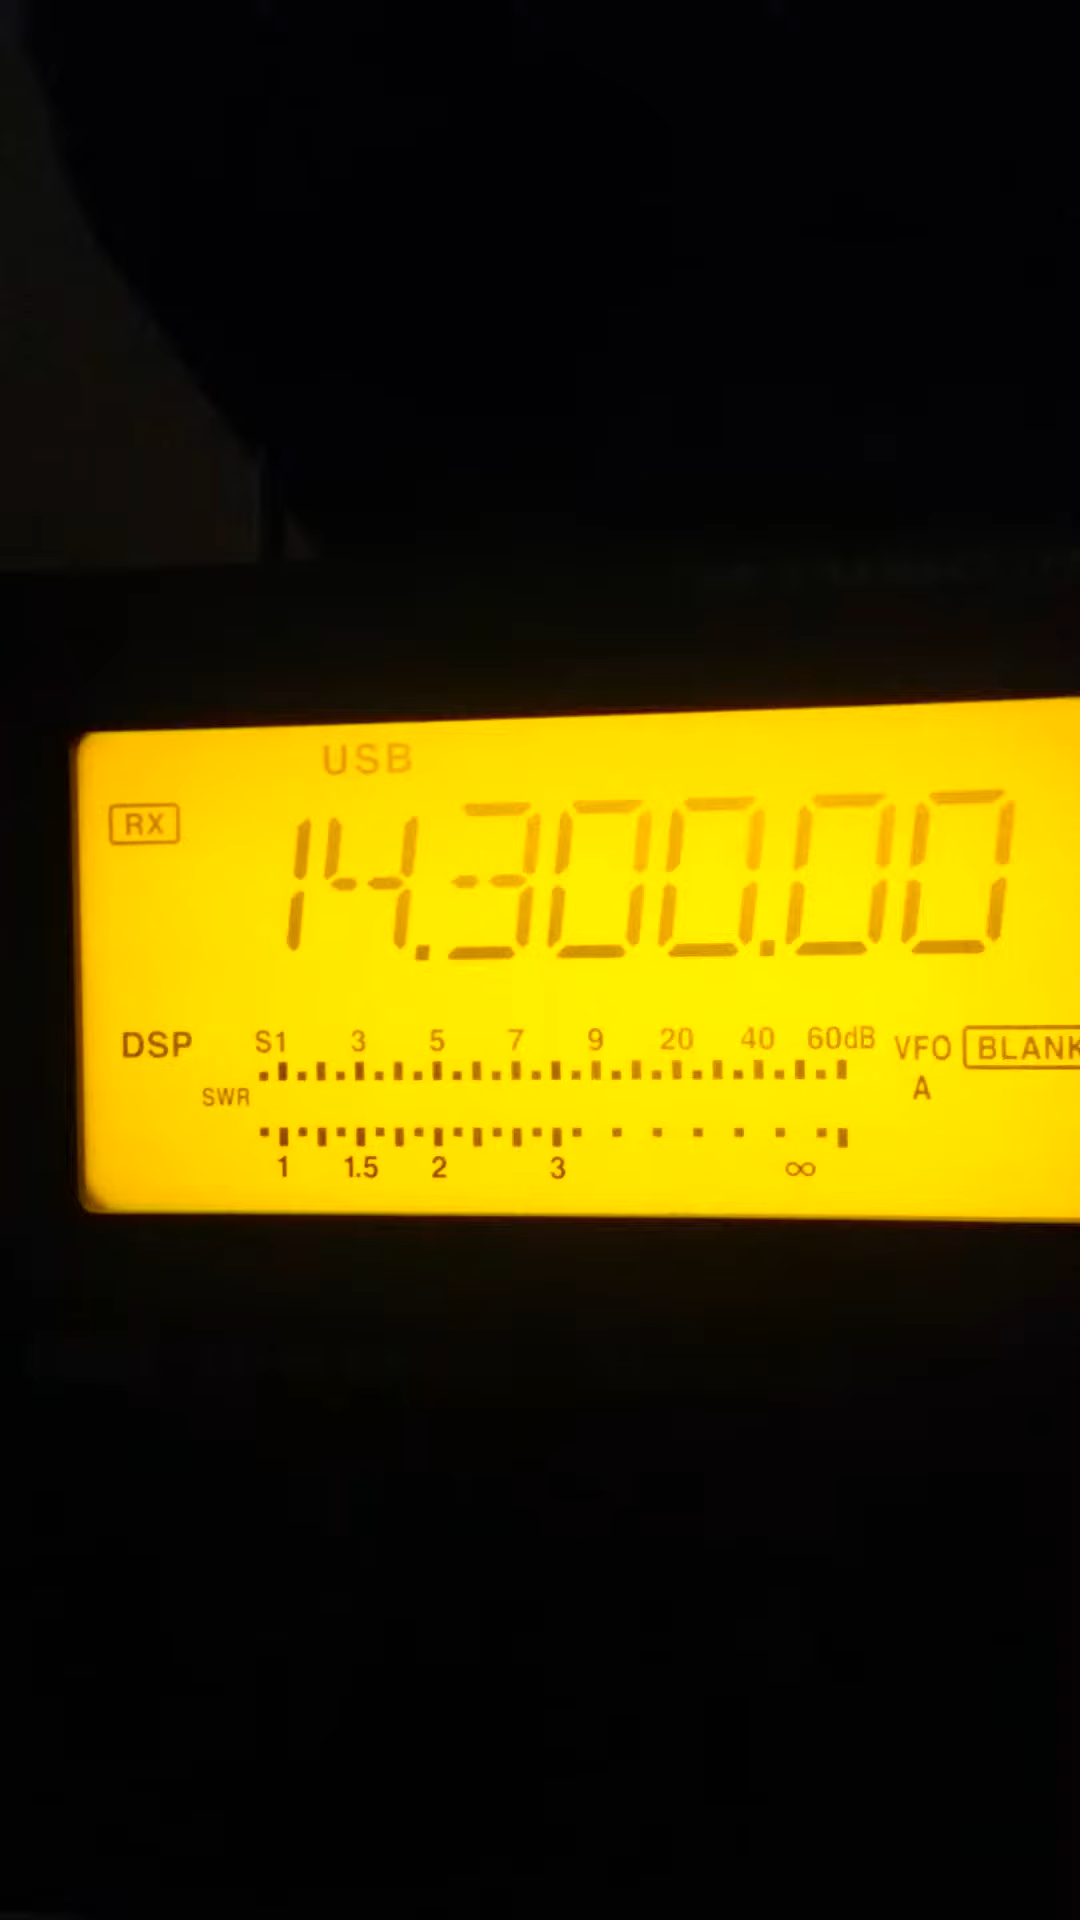 USB
RX
14.300.00
DSP
S1 3 5 7 9 20 40 60dB
VFO BLANK
SWR
A
1 1.5 2 3 ∞